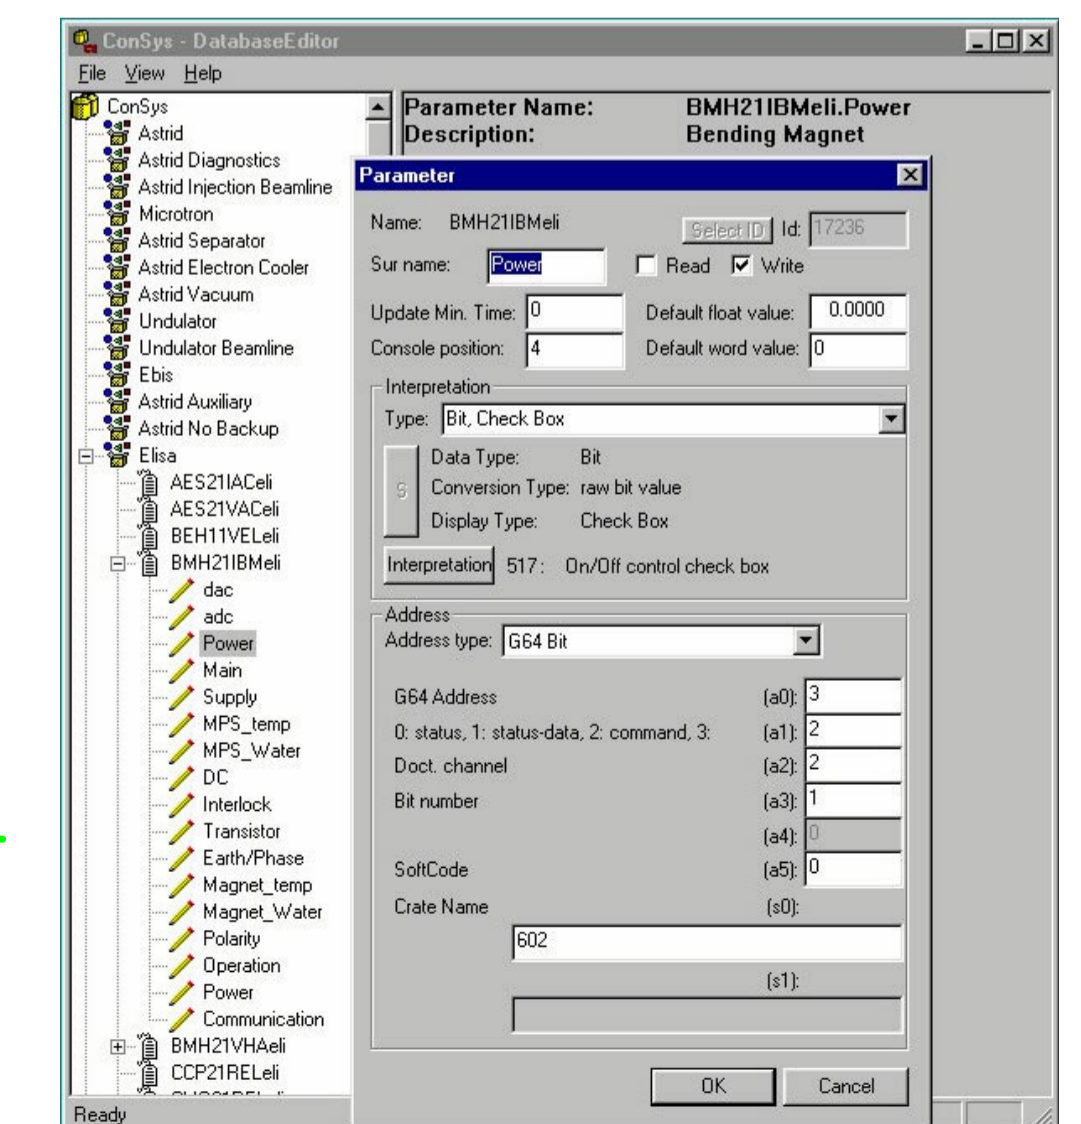 ConSys - DatabaseEditor
File View Help
ConSys
Astrid
Astrid Diagnostics
Astrid Injection Beamline
Microtron
Astrid Separator
Astrid Electron Cooler
Astrid Vacuum
Undulator
Undulator Beamline
Ebis
Astrid Auxiliary
Astrid No Backup
Elisa
AES21IACeli
AES21VACeli
BEH11VELeli
BMH21IBMeli
dac
adc
Power
Main
Supply
MPS_temp
MPS_Water
DC
Interlock
Transistor
Earth/Phase
Magnet_temp
Magnet_Water
Polarity
Operation
Power
Communication
BMH21VHAeli
CCP21RELeli
Ready
Parameter Name: BMH21IBMeli.Power
Description: Bending Magnet
Parameter
Name: BMH21IBMeli Select ID Id: 17236
Sur name: Power Read Write
Update Min. Time: 0 Default float value: 0.0000
Console position: 4 Default word value: 0
Interpretation
Type: Bit, Check Box
Data Type: Bit
S Conversion Type: raw bit value
Display Type: Check Box
Interpretation 517: On/Off control check box
Address
Address type: G64 Bit
G64 Address (a0): 3
0: status, 1: status-data, 2: command, 3: (a1): 2
Doct. channel (a2): 2
Bit number (a3): 1
(a4): 0
SoftCode (a5): 0
Crate Name (s0):
602
(s1):
OK Cancel